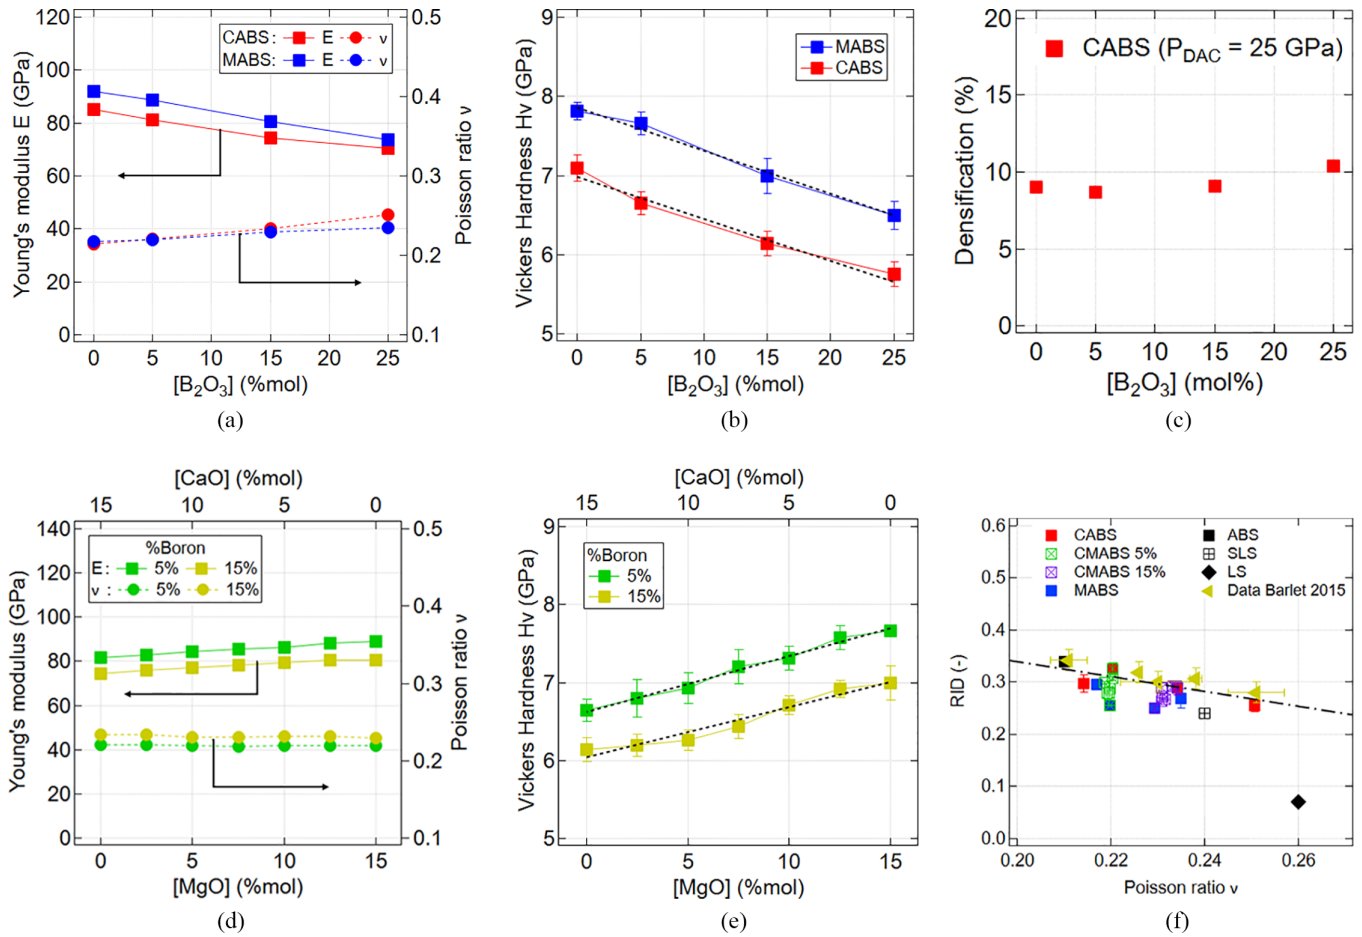 CABS: E ν
MABS: E ν
Young's modulus E (GPa)
120
100
80
60
40
20
0
0.5
0.4
0.3
0.2
0.1
Poisson ratio ν
0 5 10 15 20 25
[B₂O₃] (%mol)
(a)
MABS
CABS
Vickers Hardness Hv (GPa)
9
8
7
6
5
0 5 10 15 20 25
[B₂O₃] (%mol)
(b)
CABS (P_DAC = 25 GPa)
Densification (%)
20
15
10
5
0
0 5 10 15 20 25
[B₂O₃] (mol%)
(c)
[CaO] (%mol)
15 10 5 0
%Boron
E: 5% 15%
ν : 5% 15%
Young's modulus (GPa)
140
120
100
80
60
40
20
0
0.5
0.4
0.3
0.2
0.1
Poisson ratio ν
0 5 10 15
[MgO] (%mol)
(d)
[CaO] (%mol)
15 10 5 0
%Boron
5%
15%
Vickers Hardness Hv (GPa)
9
8
7
6
5
0 5 10 15
[MgO] (%mol)
(e)
CABS ABS
CMABS 5% SLS
CMABS 15% LS
MABS Data Barlet 2015
RID (-)
0.6
0.5
0.4
0.3
0.2
0.1
0.0
0.20 0.22 0.24 0.26
Poisson ratio ν
(f)